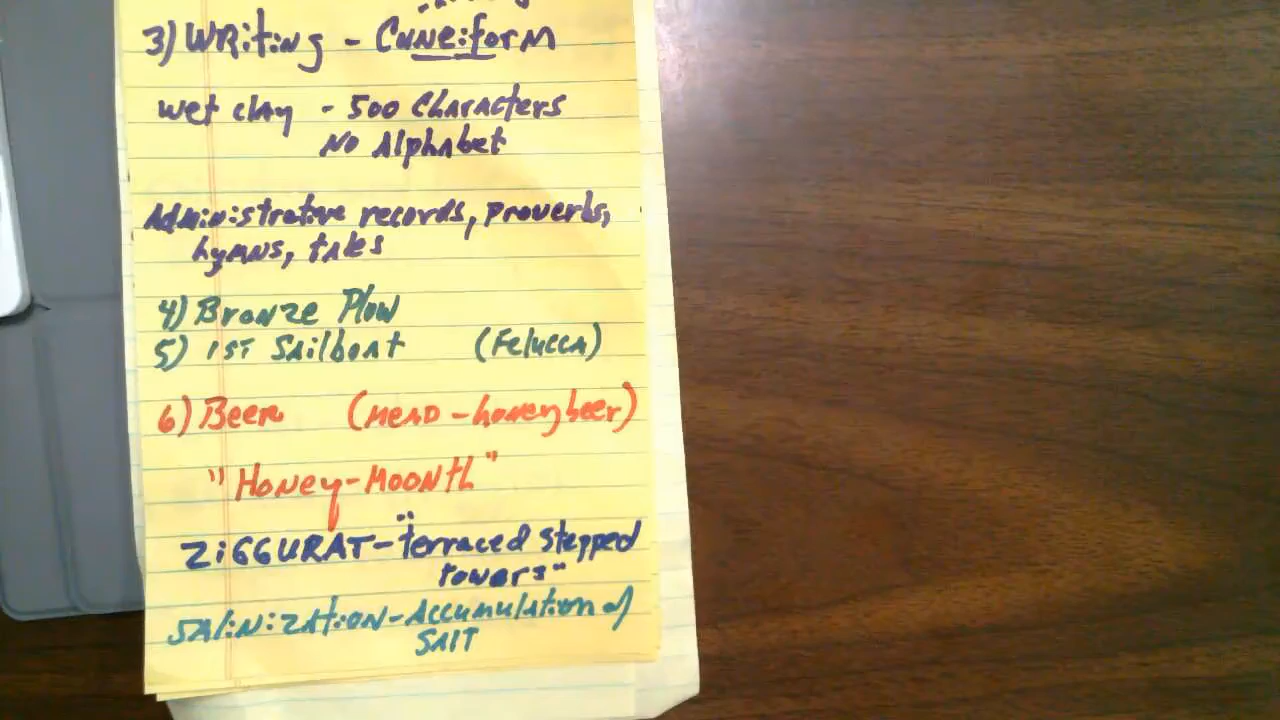 3) Writing - Cuneiform
wet clay - 500 Characters
No Alphabet
Administrative records, proverbs,
hymns, tales
4) Bronze Plow
5) 1st Sailboat (Felucca)
6) Beer (Mead - honey beer)
"Honey-Moonth"
ZIGGURAT - "terraced stepped
towers"
SAliNiZATiON - Accumulation of
SAlT